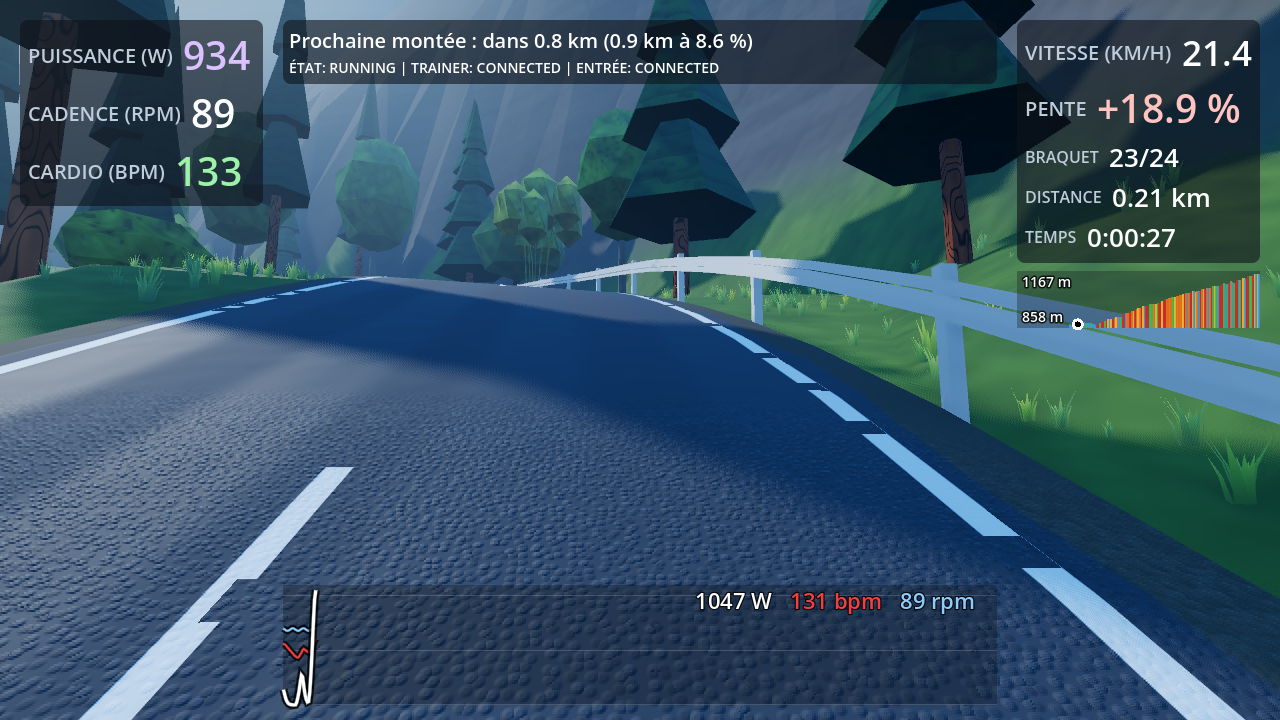 PUISSANCE (W) 934
CADENCE (RPM) 89
CARDIO (BPM) 133
Prochaine montée : dans 0.8 km (0.9 km à 8.6 %)
ÉTAT: RUNNING | TRAINER: CONNECTED | ENTRÉE: CONNECTED
VITESSE (KM/H) 21.4
PENTE +18.9 %
BRAQUET 23/24
DISTANCE 0.21 km
TEMPS 0:00:27
1167 m
858 m
1047 W 131 bpm 89 rpm